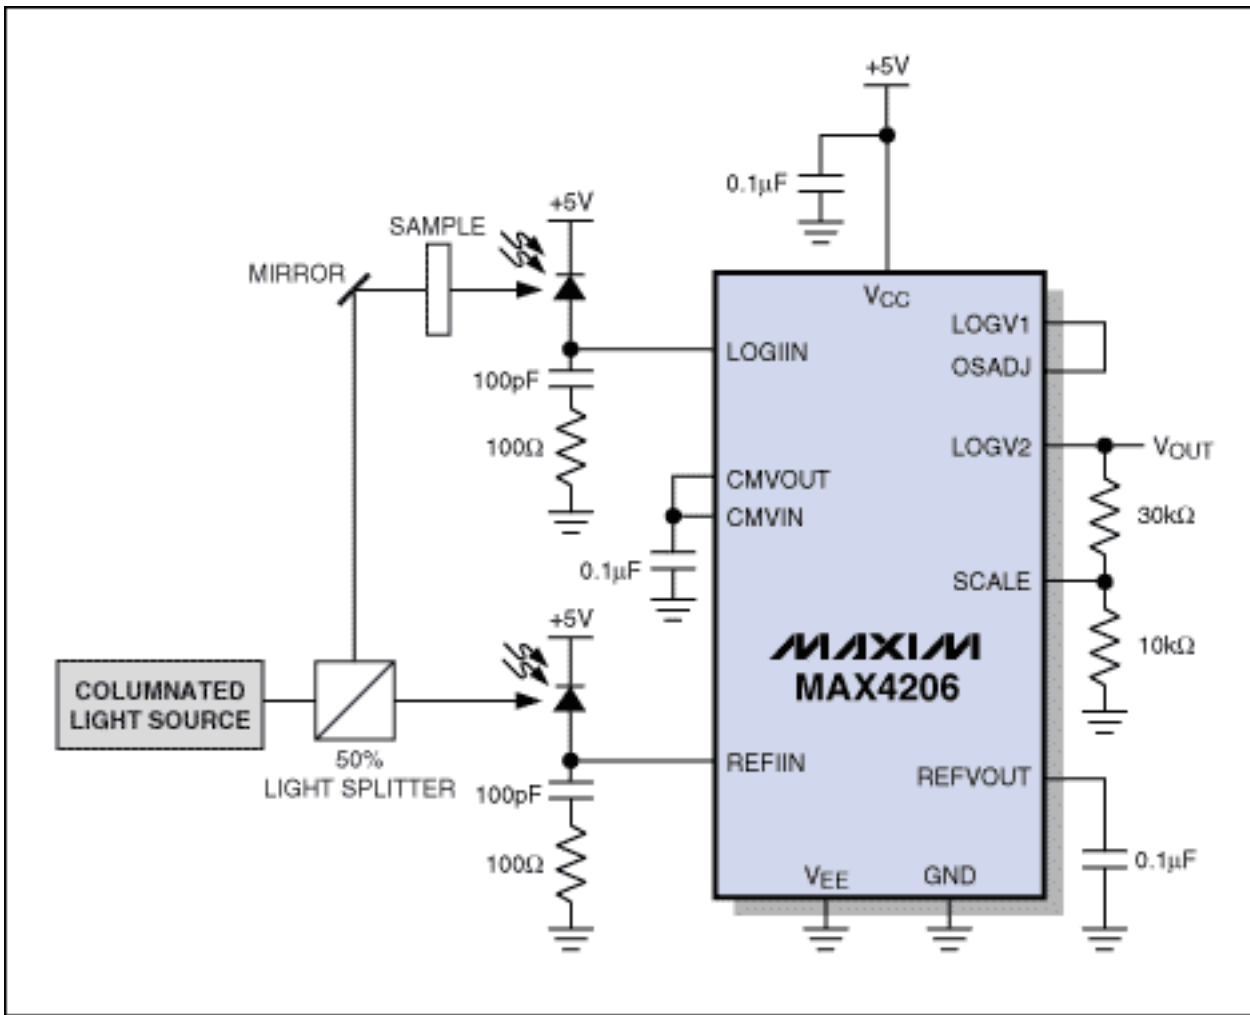 +5V
0.1µF
+5V
SAMPLE
MIRROR
VCC
LOGV1
LOGIIN
OSADJ
100pF
100Ω
LOGV2
VOUT
CMVOUT
CMVIN
30kΩ
0.1µF
SCALE
+5V
10kΩ
MAXIM
MAX4206
COLUMNATED
LIGHT SOURCE
50%
LIGHT SPLITTER
REFIIN
REFVOUT
100pF
100Ω
0.1µF
VEE
GND